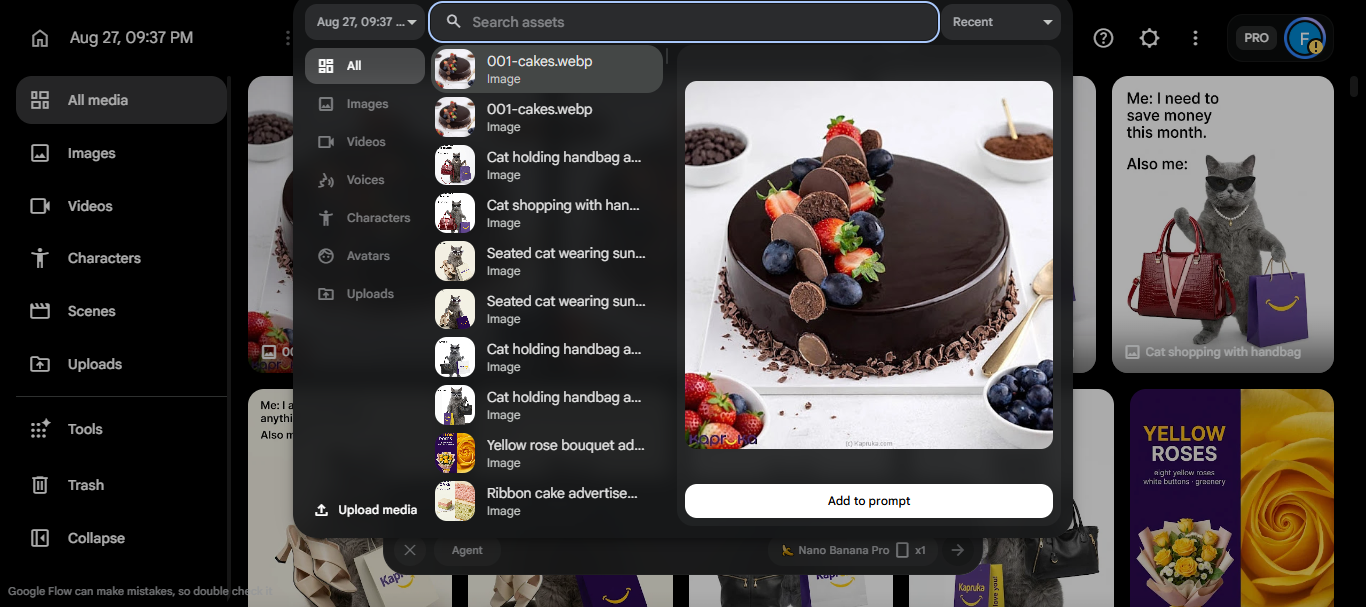 Aug 27, 09:37 PM
All media
Images
Videos
Characters
Scenes
Uploads
Tools
Trash
Collapse
Google Flow can make mistakes, so double chec
Aug 27, 09:37 ...
Search assets
Recent
All
Images
Videos
Voices
Characters
Avatars
Uploads
Upload media
001-cakes.webp
Image
001-cakes.webp
Image
Cat holding handbag a...
Image
Cat shopping with han...
Image
Seated cat wearing sun...
Image
Seated cat wearing sun...
Image
Cat holding handbag a...
Image
Cat holding handbag a...
Image
Yellow rose bouquet ad...
Image
Ribbon cake advertise...
Image
(c) Kapruka.com
Add to prompt
Agent
Nano Banana Pro
x1
PRO
F
Me: I need to
save money
this month.
Also me:
Cat shopping with handbag
Me: I a
anythi
Also m
Kapruka
YELLOW
ROSES
eight yellow roses
white buttons · greenery